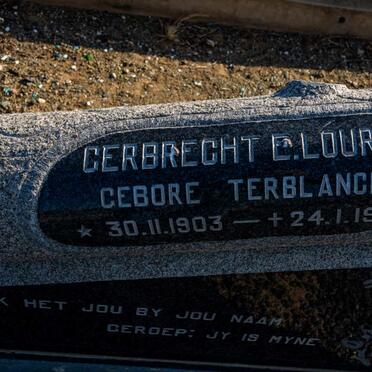 GERBRECHT E. LOUR
GEBORE TERBLANC
* 30.11.1903 — + 24.1.19
K HET JOU BY JOU NAAM
GEROEP: JY IS MYNE